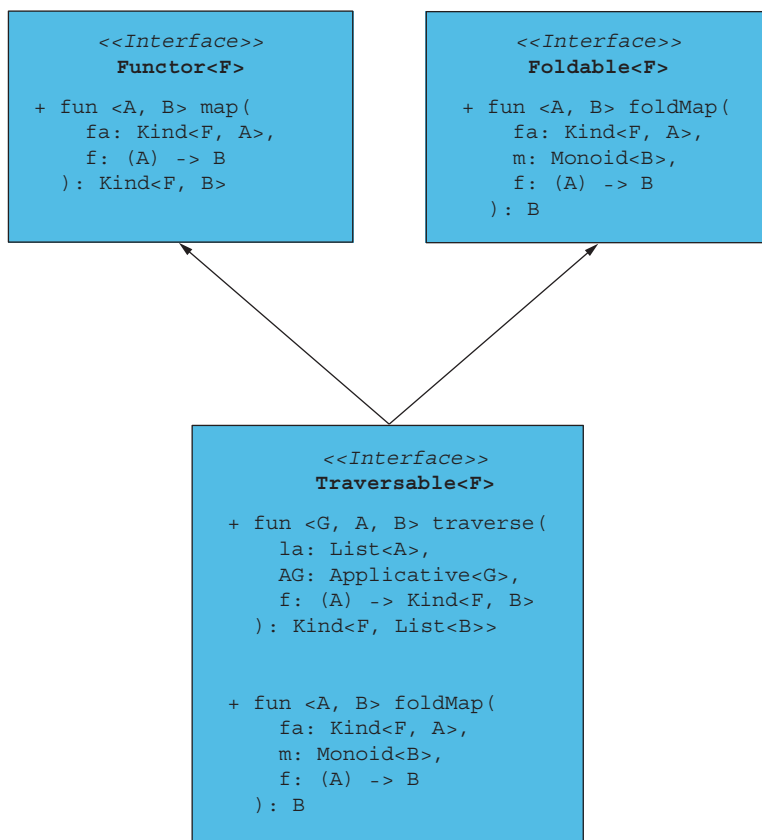 <<Interface>>
Functor<F>
+ fun <A, B> map(
fa: Kind<F, A>,
f: (A) -> B
): Kind<F, B>
<<Interface>>
Foldable<F>
+ fun <A, B> foldMap(
fa: Kind<F, A>,
m: Monoid<B>,
f: (A) -> B
): B
<<Interface>>
Traversable<F>
+ fun <G, A, B> traverse(
la: List<A>,
AG: Applicative<G>,
f: (A) -> Kind<F, B>
): Kind<F, List<B>>
+ fun <A, B> foldMap(
fa: Kind<F, A>,
m: Monoid<B>,
f: (A) -> B
): B